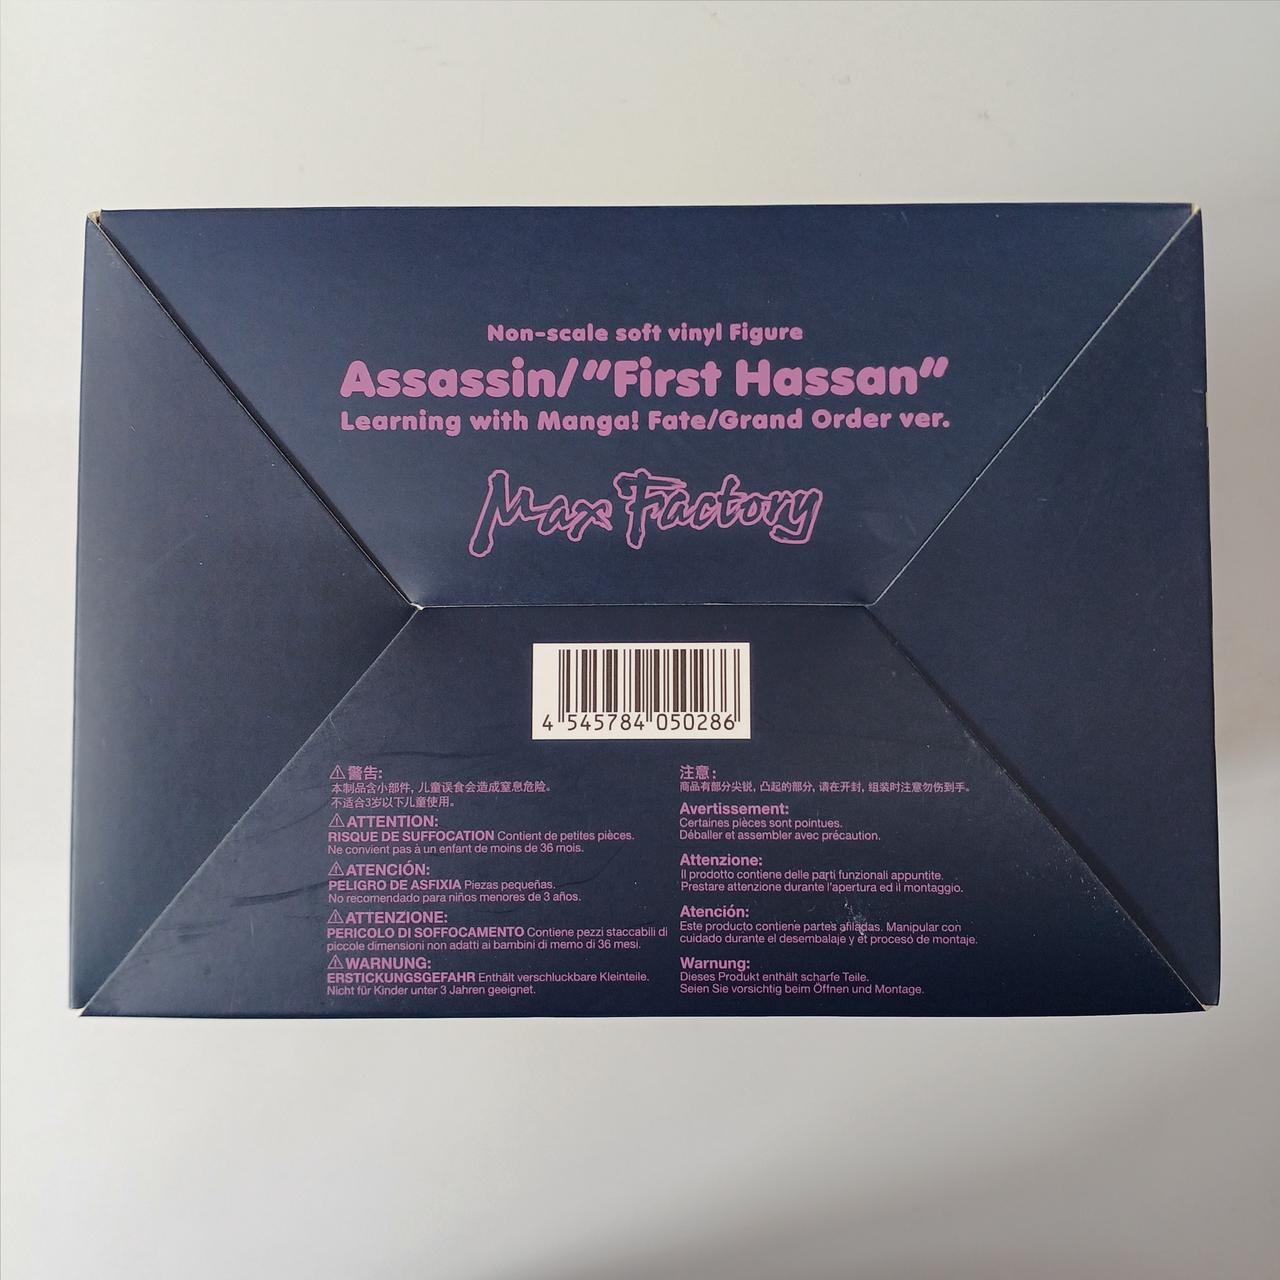 Non-scale soft vinyl Figure
Assassin/"First Hassan"
Learning with Manga! Fate/Grand Order ver.
Max Factory
4 545784 050286
⚠警告:
本制品含小部件, 儿童误食会造成窒息危险。
不适合3岁以下儿童使用。
⚠ATTENTION:
RISQUE DE SUFFOCATION Contient de petites pièces.
Ne convient pas à un enfant de moins de 36 mois.
⚠ATENCIÓN:
PELIGRO DE ASFIXIA Piezas pequeñas.
No recomendado para niños menores de 3 años.
⚠ATTENZIONE:
PERICOLO DI SOFFOCAMENTO Contiene pezzi staccabili di
piccole dimensioni non adatti ai bambini di memo di 36 mesi.
⚠WARNUNG:
ERSTICKUNGSGEFAHR Enthält verschluckbare Kleinteile.
Nicht für Kinder unter 3 Jahren geeignet.
注意:
商品有部分尖锐, 凸起的部分, 请在开封, 组装时注意勿伤到手。
Avertissement:
Certaines pièces sont pointues.
Déballer et assembler avec précaution.
Attenzione:
Il prodotto contiene delle parti funzionali appuntite.
Prestare attenzione durante l'apertura ed il montaggio.
Atención:
Este producto contiene partes afiladas. Manipular con
cuidado durante el desembalaje y et proceso de montaje.
Warnung:
Dieses Produkt enthält scharfe Teile.
Seien Sie vorsichtig beim Öffnen und Montage.